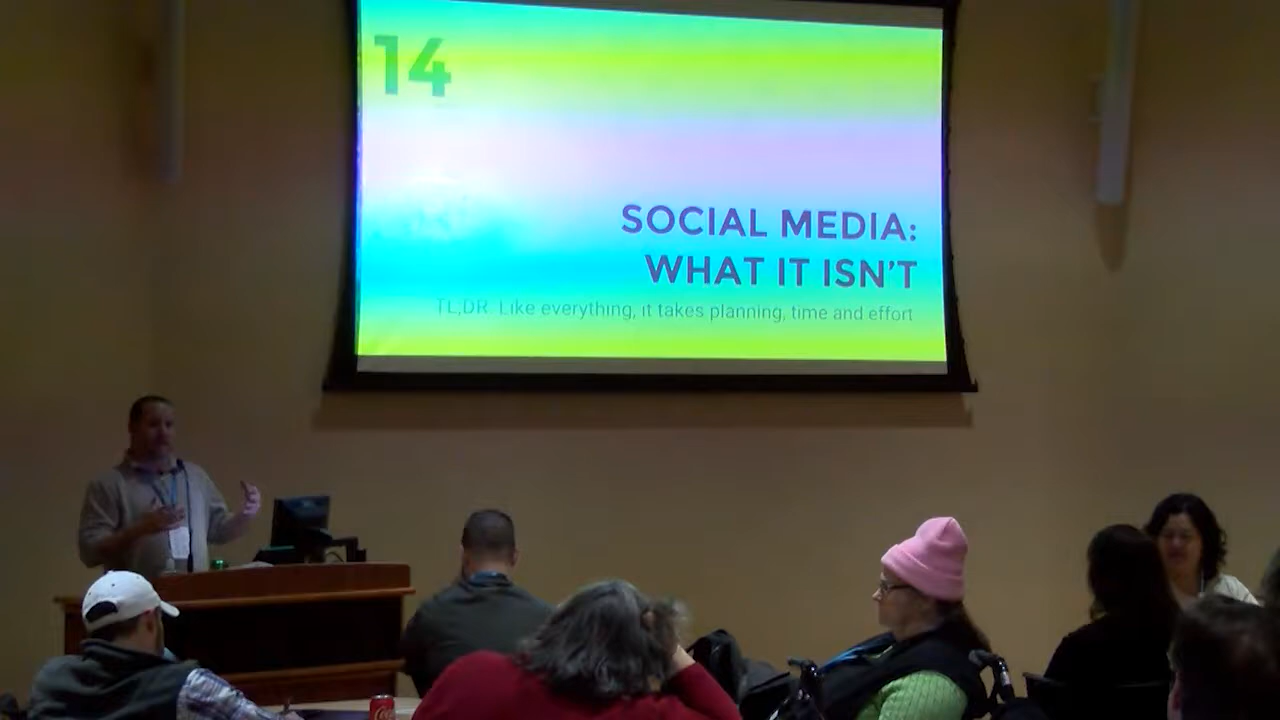 14
SOCIAL MEDIA:
WHAT IT ISN'T
TL,DR: Like everything, it takes planning, time and effort